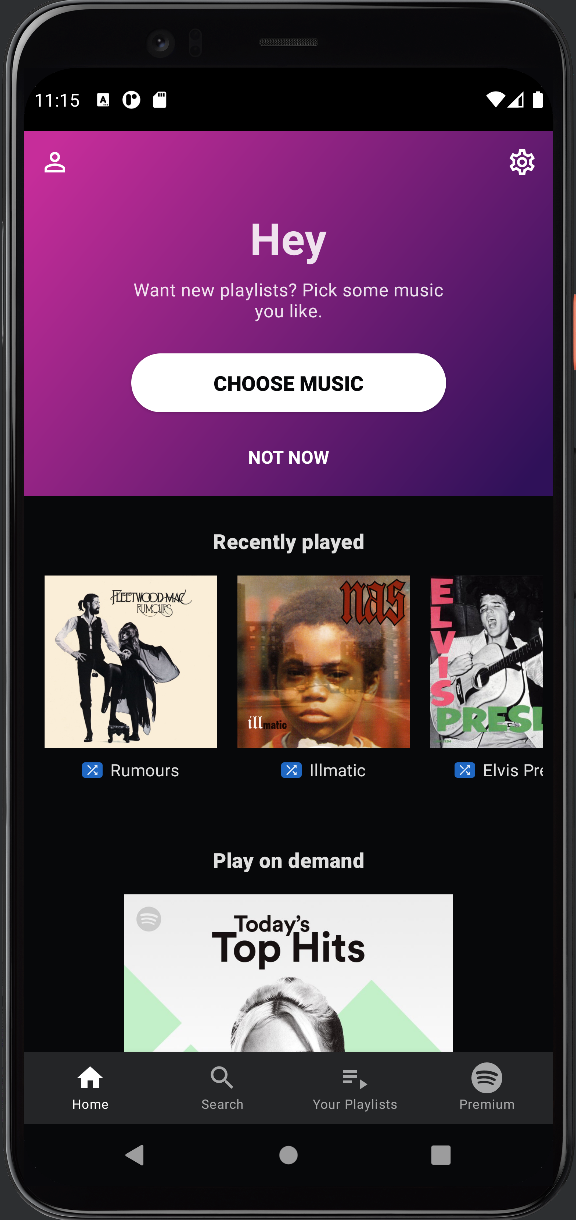 11:15
Hey
Want new playlists? Pick some music
you like.
CHOOSE MUSIC
NOT NOW
Recently played
FLEETWOOD MAC
RUMOURS
nas
illmatic
ELVIS
PRESL
Rumours
Illmatic
Elvis Pre
Play on demand
Today's
Top Hits
Home
Search
Your Playlists
Premium